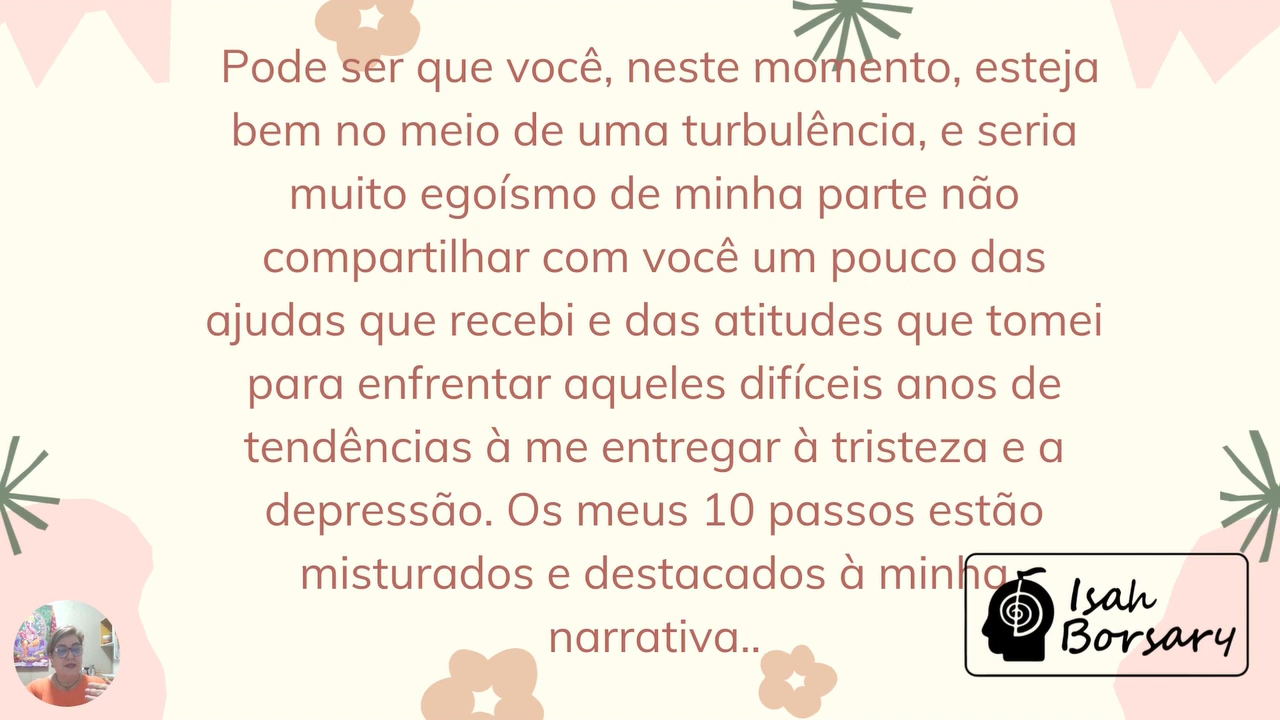 Pode ser que você, neste momento, esteja
bem no meio de uma turbulência, e seria
muito egoísmo de minha parte não
compartilhar com você um pouco das
ajudas que recebi e das atitudes que tomei
para enfrentar aqueles difíceis anos de
tendências à me entregar à tristeza e a
depressão. Os meus 10 passos estão
misturados e destacados à minha
narrativa..
Isah
Borsary